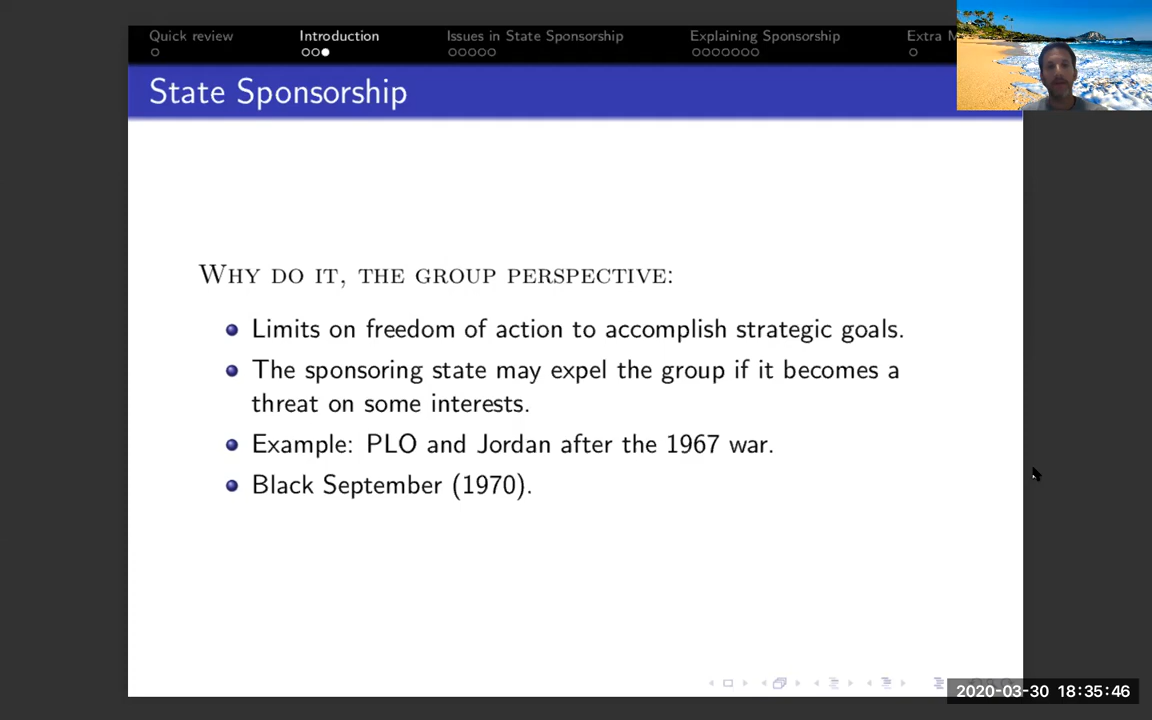 Quick review Introduction Issues in State Sponsorship Explaining Sponsorship Extra
State Sponsorship
Why do it, the group perspective:
Limits on freedom of action to accomplish strategic goals.
The sponsoring state may expel the group if it becomes a
threat on some interests.
Example: PLO and Jordan after the 1967 war.
Black September (1970).
2020-03-30 18:35:46